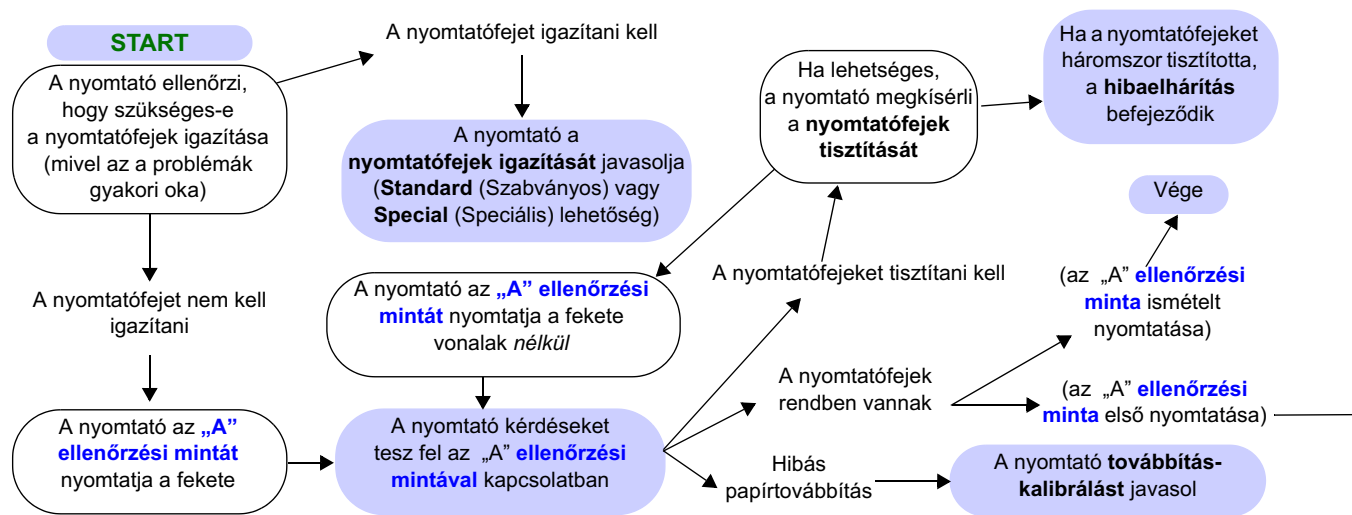 START
A nyomtató ellenőrzi,
hogy szükséges-e
a nyomtatófejek igazítása
(mivel az a problémák
gyakori oka)
A nyomtatófejet igazítani kell
A nyomtató a
nyomtatófejek igazítását javasolja
(Standard (Szabványos) vagy
Special (Speciális) lehetőség)
Ha lehetséges,
a nyomtató megkísérli
a nyomtatófejek
tisztítását
Ha a nyomtatófejeket
háromszor tisztította,
a hibaelhárítás
befejeződik
Vége
A nyomtatófejet nem kell
igazítani
A nyomtató az „A” ellenőrzési
mintát nyomtatja a fekete
vonalak nélkül
A nyomtatófejeket tisztítani kell
(az „A” ellenőrzési
minta ismételt
nyomtatása)
A nyomtatófejek
rendben vannak
(az „A” ellenőrzési
minta első nyomtatása)
A nyomtató az „A”
ellenőrzési mintát
nyomtatja a fekete
A nyomtató kérdéseket
tesz fel az „A” ellenőrzési
mintával kapcsolatban
Hibás
papírtovábbítás
A nyomtató továbbítás-
kalibrálást javasol